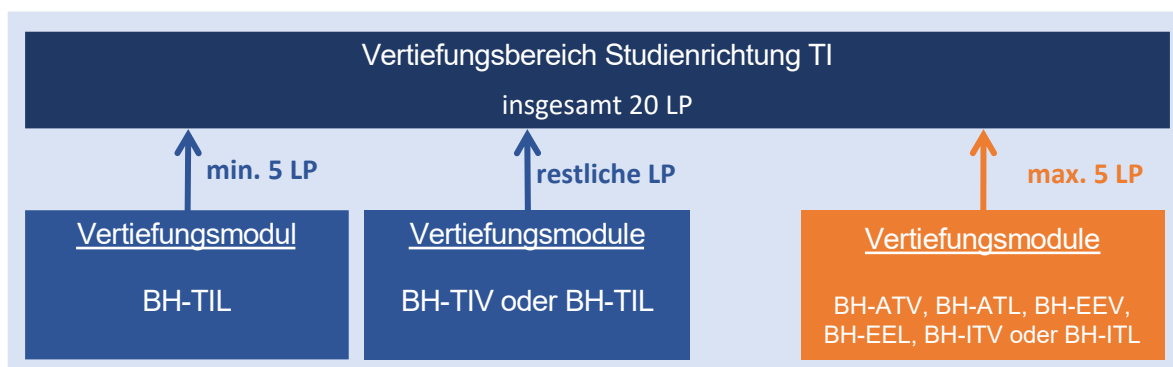 Vertiefungsbereich Studienrichtung TI
insgesamt 20 LP
min. 5 LP
restliche LP
max. 5 LP
Vertiefungsmodul
BH-TIL
Vertiefungsmodule
BH-TIV oder BH-TIL
Vertiefungsmodule
BH-ATV, BH-ATL, BH-EEV,
BH-EEL, BH-ITV oder BH-ITL